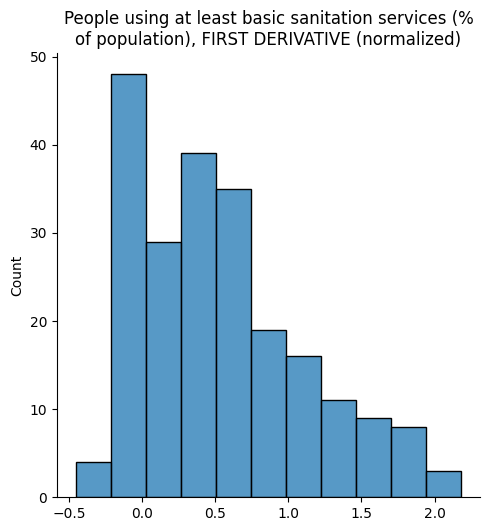 People using at least basic sanitation services (%
of population), FIRST DERIVATIVE (normalized)
50
40
30
20
10
0
Count
−0.5 0.0 0.5 1.0 1.5 2.0